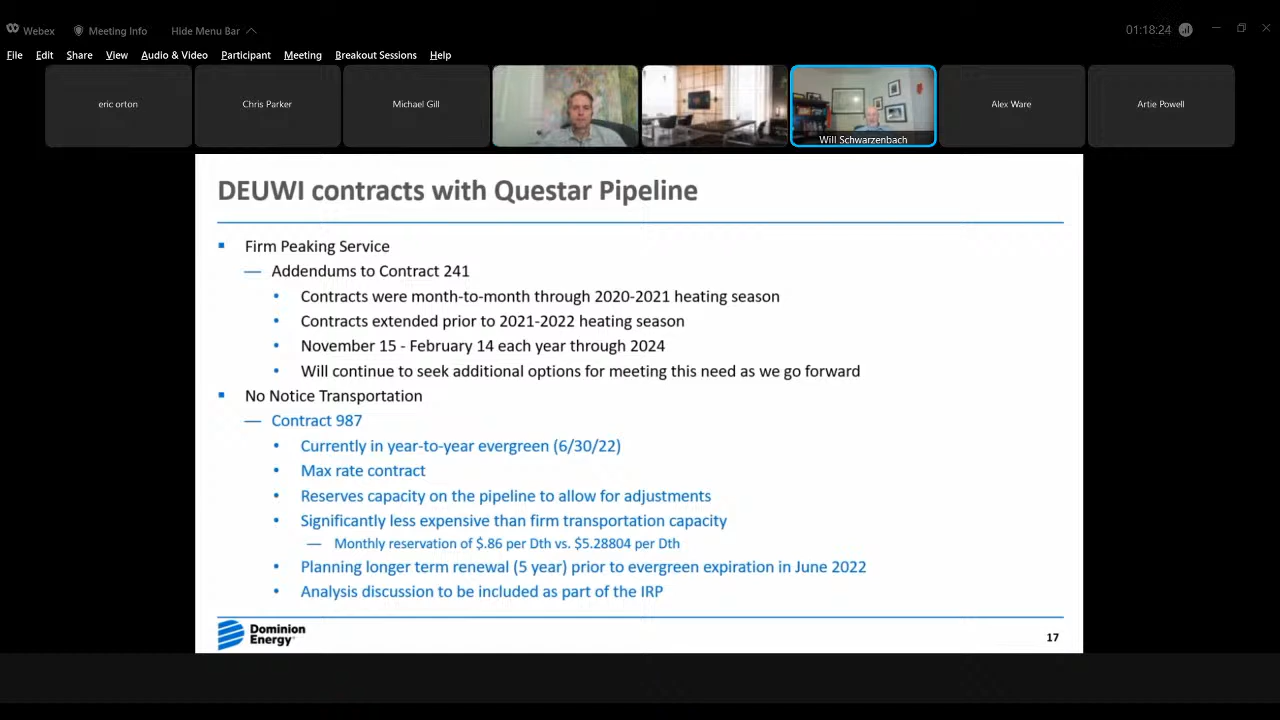 Webex
Meeting Info
Hide Menu Bar
01:18:24
File Edit Share View Audio & Video Participant Meeting Breakout Sessions Help
eric orton
Chris Parker
Michael Gill
Will Schwarzenbach
Alex Ware
Artie Powell
DEUWI contracts with Questar Pipeline
Firm Peaking Service
— Addendums to Contract 241
• Contracts were month-to-month through 2020-2021 heating season
• Contracts extended prior to 2021-2022 heating season
• November 15 - February 14 each year through 2024
• Will continue to seek additional options for meeting this need as we go forward
No Notice Transportation
— Contract 987
• Currently in year-to-year evergreen (6/30/22)
• Max rate contract
• Reserves capacity on the pipeline to allow for adjustments
• Significantly less expensive than firm transportation capacity
— Monthly reservation of $.86 per Dth vs. $5.28804 per Dth
• Planning longer term renewal (5 year) prior to evergreen expiration in June 2022
• Analysis discussion to be included as part of the IRP
Dominion
Energy
17